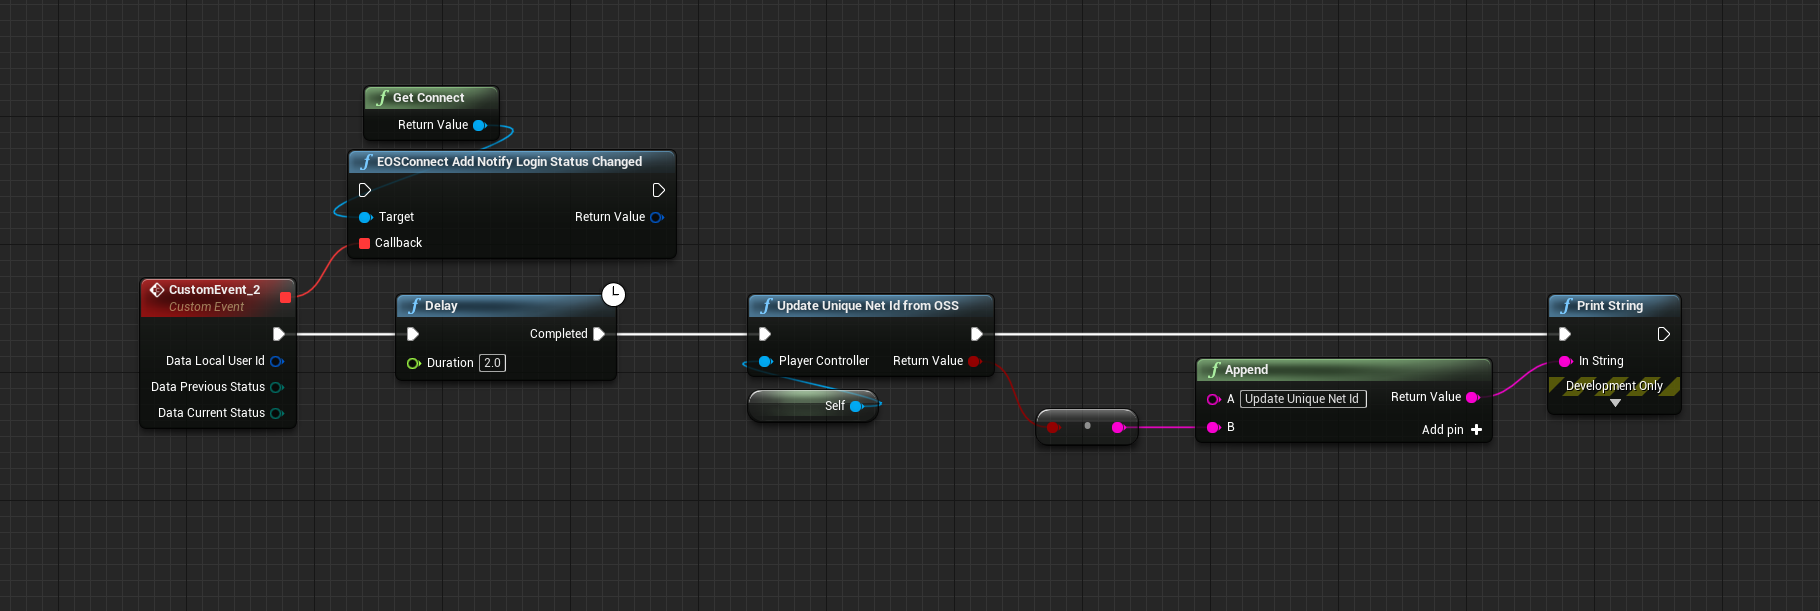 f Get Connect
Return Value
f EOSConnect Add Notify Login Status Changed
Target
Return Value
Callback
CustomEvent_2
Custom Event
Data Local User Id
Data Previous Status
Data Current Status
f Delay
Completed
Duration 2.0
f Update Unique Net Id from OSS
Player Controller
Return Value
Self
f Append
A Update Unique Net Id
Return Value
B
Add pin
f Print String
In String
Development Only